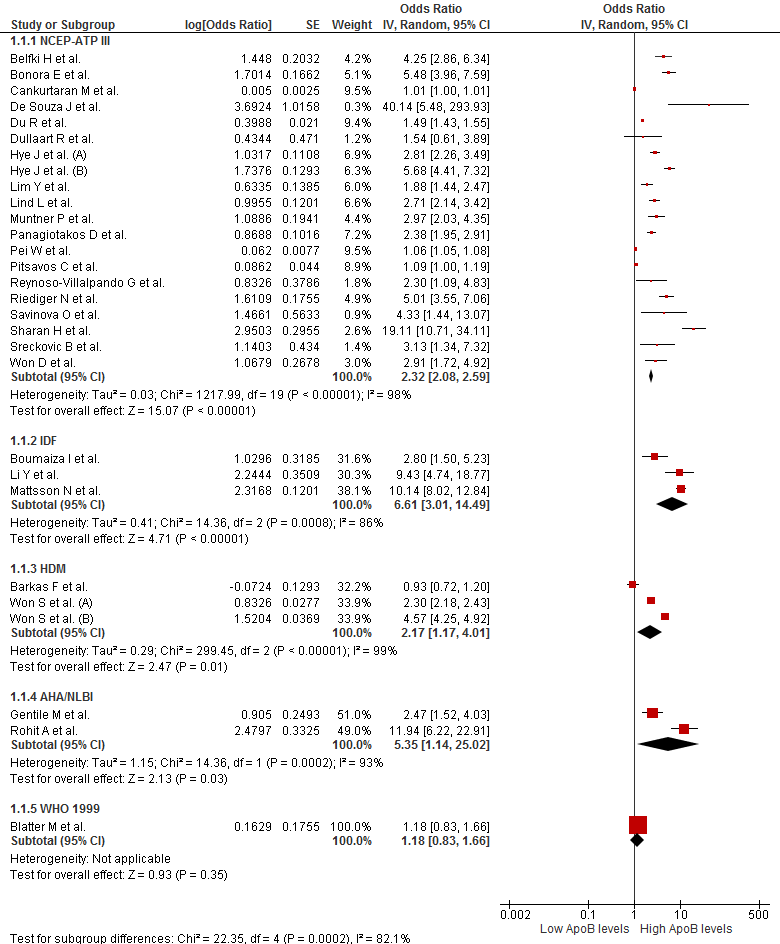 Odds Ratio Odds Ratio
Study or Subgroup log[Odds Ratio] SE Weight IV, Random, 95% CI IV, Random, 95% CI
1.1.1 NCEP-ATP III
Belfki H et al. 1.448 0.2032 4.2% 4.25 [2.86, 6.34]
Bonora E et al. 1.7014 0.1662 5.1% 5.48 [3.96, 7.59]
Cankurtaran M et al. 0.005 0.0025 9.5% 1.01 [1.00, 1.01]
De Souza J et al. 3.6924 1.0158 0.3% 40.14 [5.48, 293.93]
Du R et al. 0.3988 0.021 9.4% 1.49 [1.43, 1.55]
Dullaart R et al. 0.4344 0.471 1.2% 1.54 [0.61, 3.89]
Hye J et al. (A) 1.0317 0.1108 6.9% 2.81 [2.26, 3.49]
Hye J et al. (B) 1.7376 0.1293 6.3% 5.68 [4.41, 7.32]
Lim Y et al. 0.6335 0.1385 6.0% 1.88 [1.44, 2.47]
Lind L et al. 0.9955 0.1201 6.6% 2.71 [2.14, 3.42]
Muntner P et al. 1.0886 0.1941 4.4% 2.97 [2.03, 4.35]
Panagiotakos D et al. 0.8688 0.1016 7.2% 2.38 [1.95, 2.91]
Pei W et al. 0.062 0.0077 9.5% 1.06 [1.05, 1.08]
Pitsavos C et al. 0.0862 0.044 8.9% 1.09 [1.00, 1.19]
Reynoso-Villalpando G et al. 0.8326 0.3786 1.8% 2.30 [1.09, 4.83]
Riediger N et al. 1.6109 0.1755 4.9% 5.01 [3.55, 7.06]
Savinova O et al. 1.4661 0.5633 0.9% 4.33 [1.44, 13.07]
Sharan H et al. 2.9503 0.2955 2.6% 19.11 [10.71, 34.11]
Sreckovic B et al. 1.1403 0.434 1.4% 3.13 [1.34, 7.32]
Won D et al. 1.0679 0.2678 3.0% 2.91 [1.72, 4.92]
Subtotal (95% CI) 100.0% 2.32 [2.08, 2.59]
Heterogeneity: Tau² = 0.03; Chi² = 1217.99, df = 19 (P < 0.00001); I² = 98%
Test for overall effect: Z = 15.07 (P < 0.00001)
1.1.2 IDF
Boumaiza I et al. 1.0296 0.3185 31.6% 2.80 [1.50, 5.23]
Li Y et al. 2.2444 0.3509 30.3% 9.43 [4.74, 18.77]
Mattsson N et al. 2.3168 0.1201 38.1% 10.14 [8.02, 12.84]
Subtotal (95% CI) 100.0% 6.61 [3.01, 14.49]
Heterogeneity: Tau² = 0.41; Chi² = 14.36, df = 2 (P = 0.0008); I² = 86%
Test for overall effect: Z = 4.71 (P < 0.00001)
1.1.3 HDM
Barkas F et al. -0.0724 0.1293 32.2% 0.93 [0.72, 1.20]
Won S et al. (A) 0.8326 0.0277 33.9% 2.30 [2.18, 2.43]
Won S et al. (B) 1.5204 0.0369 33.9% 4.57 [4.25, 4.92]
Subtotal (95% CI) 100.0% 2.17 [1.17, 4.01]
Heterogeneity: Tau² = 0.29; Chi² = 299.45, df = 2 (P < 0.00001); I² = 99%
Test for overall effect: Z = 2.47 (P = 0.01)
1.1.4 AHA/NLBI
Gentile M et al. 0.905 0.2493 51.0% 2.47 [1.52, 4.03]
Rohit A et al. 2.4797 0.3325 49.0% 11.94 [6.22, 22.91]
Subtotal (95% CI) 100.0% 5.35 [1.14, 25.02]
Heterogeneity: Tau² = 1.15; Chi² = 14.36, df = 1 (P = 0.0002); I² = 93%
Test for overall effect: Z = 2.13 (P = 0.03)
1.1.5 WHO 1999
Blatter M et al. 0.1629 0.1755 100.0% 1.18 [0.83, 1.66]
Subtotal (95% CI) 100.0% 1.18 [0.83, 1.66]
Heterogeneity: Not applicable
Test for overall effect: Z = 0.93 (P = 0.35)
0.002 0.1 1 10 500
Low ApoB levels High ApoB levels
Test for subgroup differences: Chi² = 22.35, df = 4 (P = 0.0002), I² = 82.1%